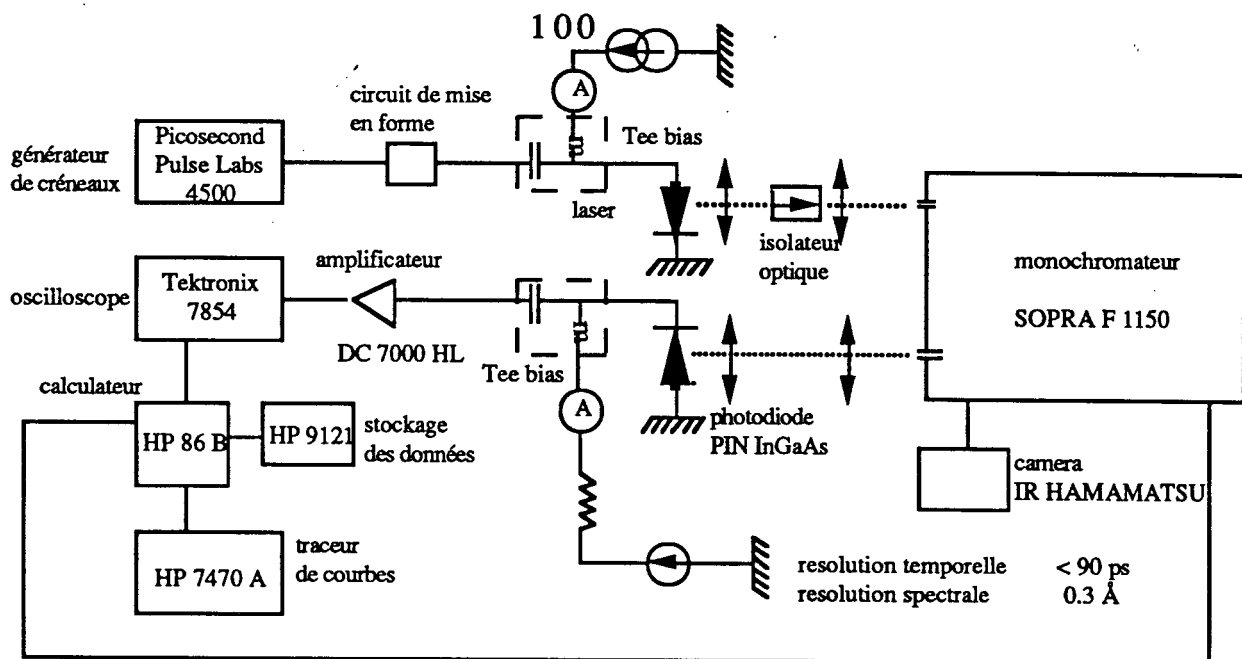 100
A
circuit de mise
en forme
Tee bias
Picosecond
Pulse Labs
4500
générateur
de créneaux
laser
isolateur
optique
monochromateur
SOPRA F 1150
amplificateur
Tektronix
7854
oscilloscope
DC 7000 HL
Tee bias
calculateur
A
photodiode
PIN InGaAs
HP 86 B
HP 9121
stockage
des données
camera
IR HAMAMATSU
HP 7470 A
traceur
de courbes
resolution temporelle < 90 ps
resolution spectrale 0.3 Å